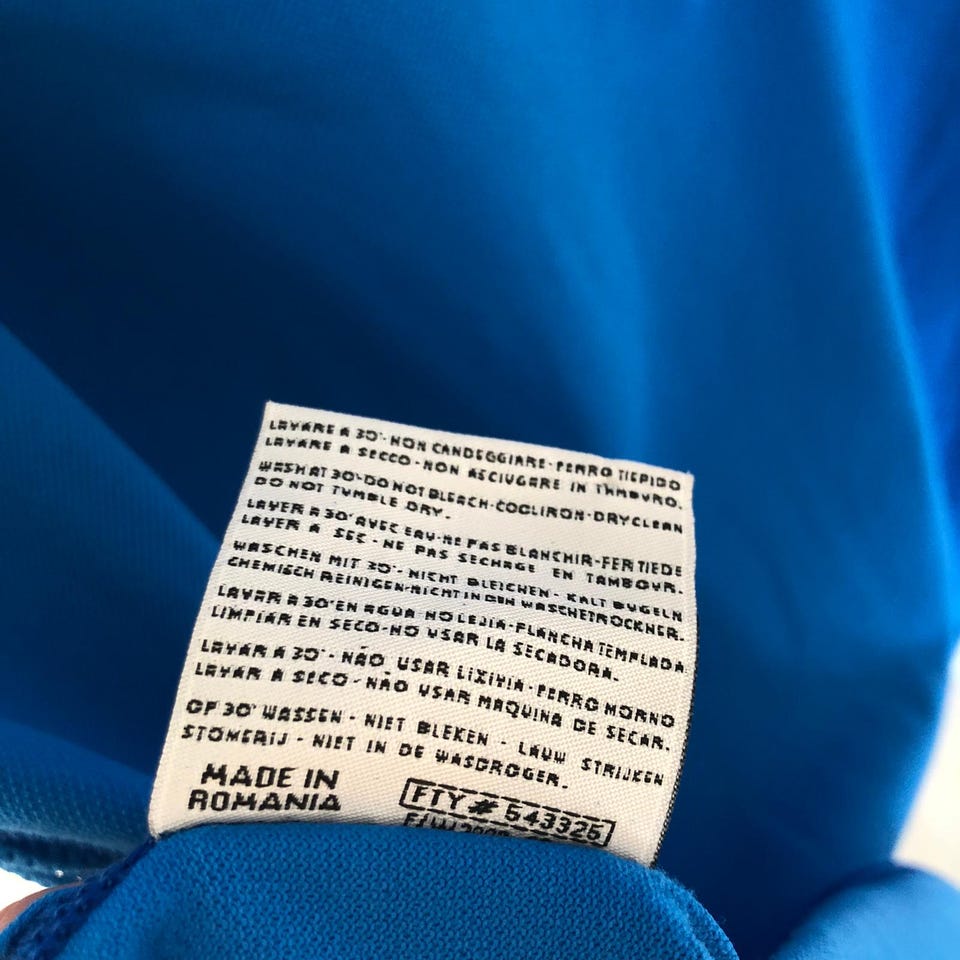 LAVARE A 30°-NON CANDEGGIARE-FERRO TIEPIDO
LAVARE A SECCO-NON ASCIUGARE IN TAMBURO.
WASH AT 30°-DO NOT BLEACH-COOL IRON-DRY CLEAN
DO NOT TUMBLE DRY.
LAVER A 30° AVEC EAU-NE PAS BLANCHIR-FER TIEDE
LAVER A SEC-NE PAS SECHAGE EN TAMBOUR.
WASCHEN MIT 30°-NICHT BLEICHEN-KALT BUGELN
CHEMISCH REINIGEN-NICHT IN DEN WASCHETROCKNER.
LAVAR A 30° EN AGUA NO LEJIA-PLANCHA TEMPLADA
LIMPIAR EN SECO-NO USAR LA SECADORA.
LAVAR A 30°-NÃO USAR LIXIVIA-FERRO MORNO
LAVAR A SECO-NÃO USAR MAQUINA DE SECAR.
OP 30° WASSEN-NIET BLEKEN-LAUW STRIJKEN
STOMERIJ-NIET IN DE WASDROGER.
MADE IN
ROMANIA
FTY # 543325